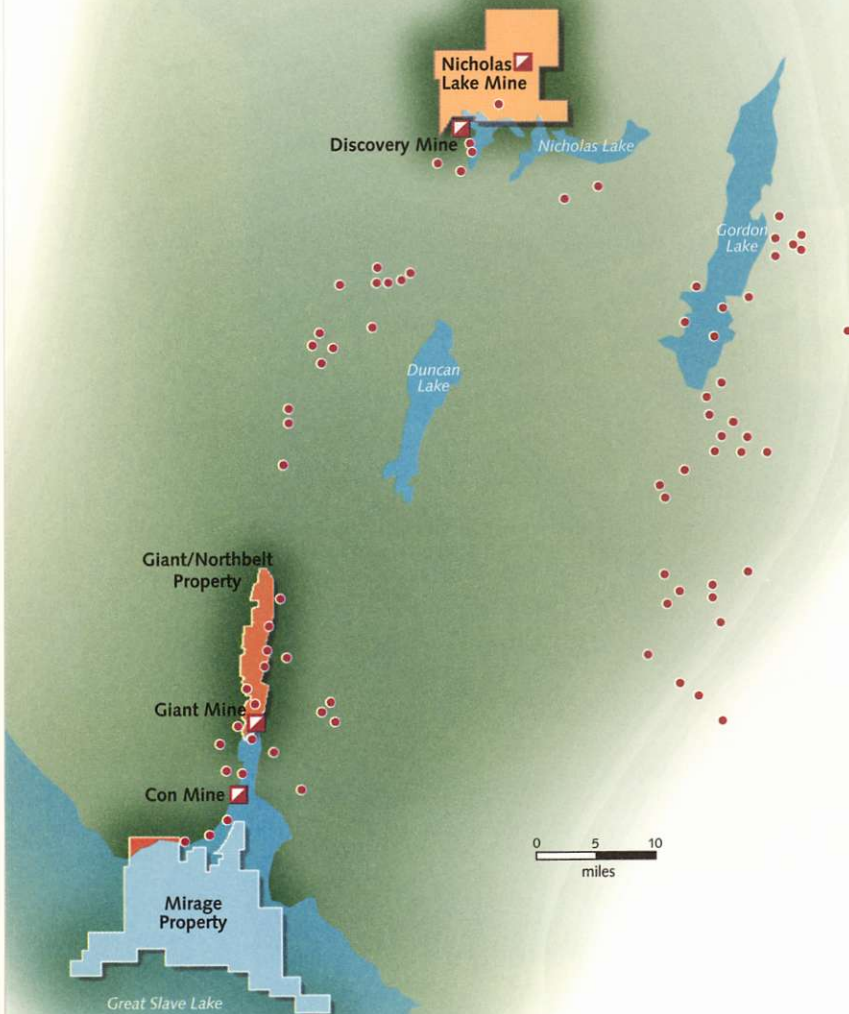 Nicholas
Lake Mine
Discovery Mine
Nicholas Lake
Gordon
Lake
Duncan
Lake
Giant/Northbelt
Property
Giant Mine
Con Mine
0 5 10
miles
Mirage
Property
Great Slave Lake